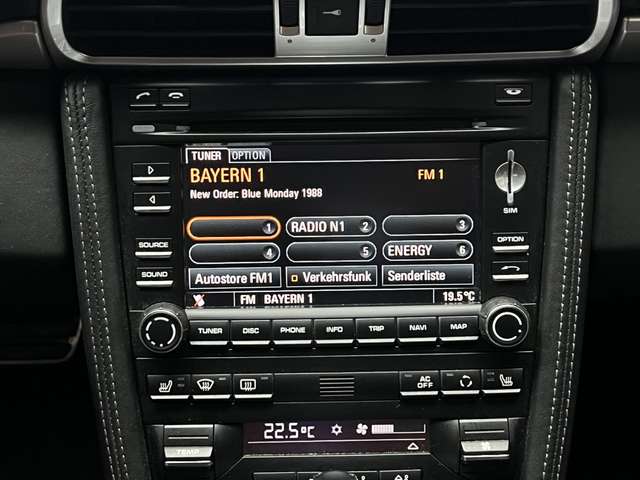 TUNER OPTION
BAYERN 1 FM 1
New Order: Blue Monday 1988
1 RADIO N1 2 3
4 5 ENERGY 6
Autostore FM1 Verkehrsfunk Senderliste
FM BAYERN 1 19.5°C
SIM
SOURCE
SOUND
OPTION
TUNER DISC PHONE INFO TRIP NAVI MAP
AC OFF
22.5°C
TEMP